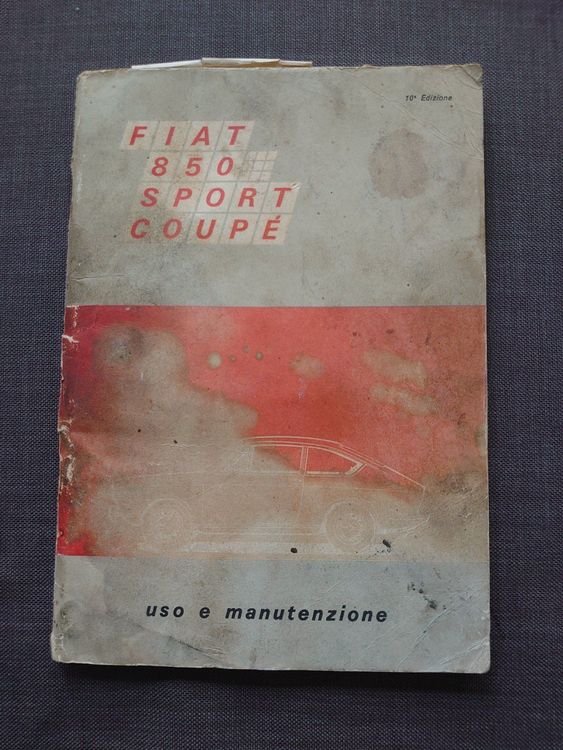 10ª Edizione
FIAT
850
SPORT
COUPÉ
uso e manutenzione